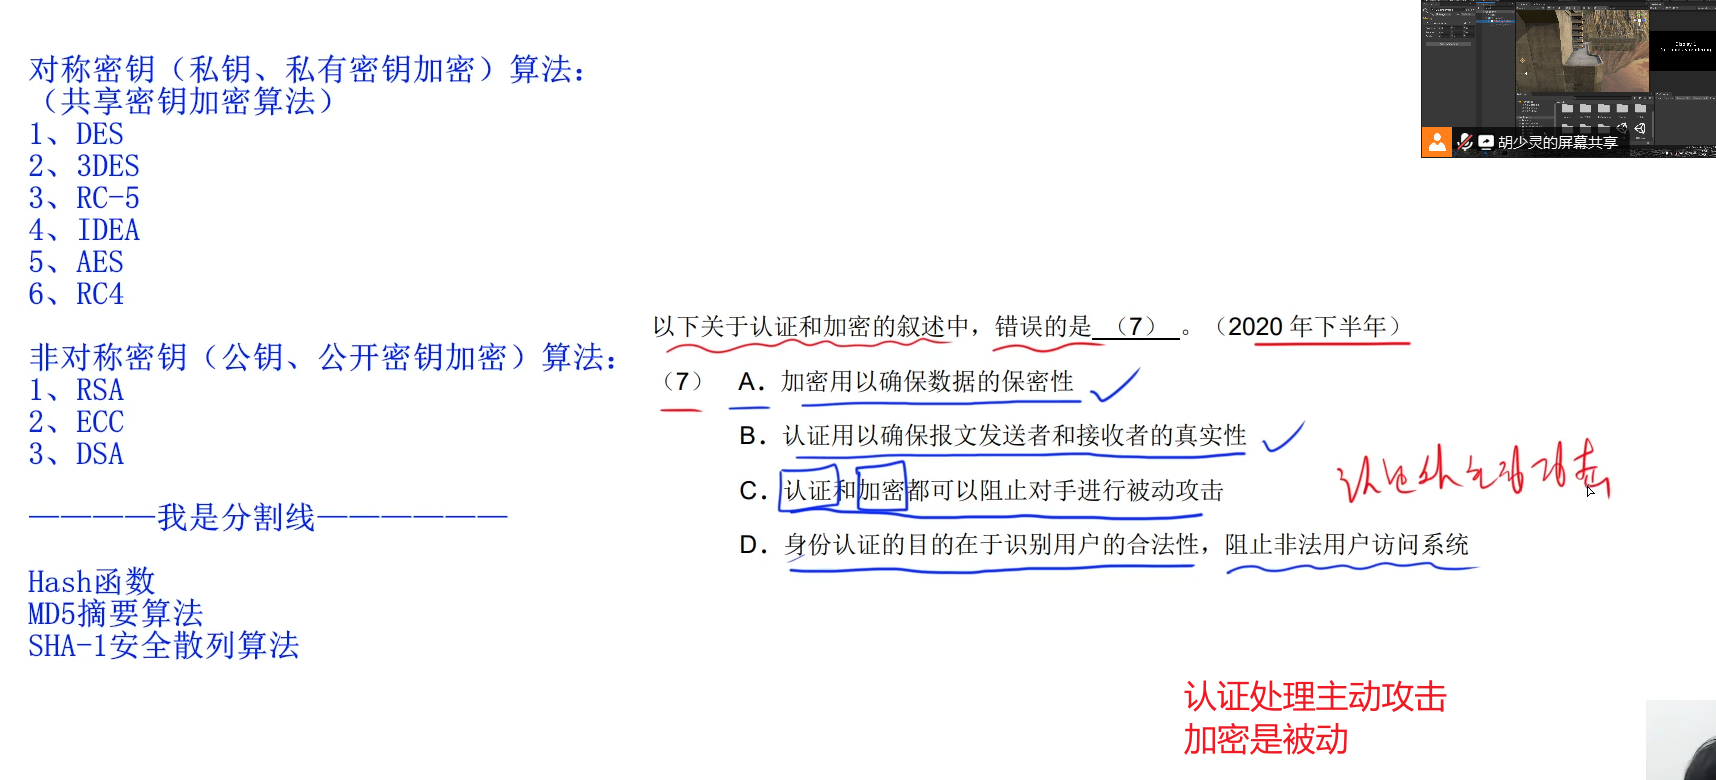 对称密钥（私钥、私有密钥加密）算法：
（共享密钥加密算法）
1、DES
2、3DES
3、RC-5
4、IDEA
5、AES
6、RC4
非对称密钥（公钥、公开密钥加密）算法：
1、RSA
2、ECC
3、DSA
————我是分割线——————
Hash函数
MD5摘要算法
SHA-1安全散列算法
胡少灵的屏幕共享
以下关于认证和加密的叙述中，错误的是（7）。（2020 年下半年）
（7） A．加密用以确保数据的保密性
B．认证用以确保报文发送者和接收者的真实性
C．认证和加密都可以阻止对手进行被动攻击
D．身份认证的目的在于识别用户的合法性，阻止非法用户访问系统
认证处理主动攻击
加密是被动